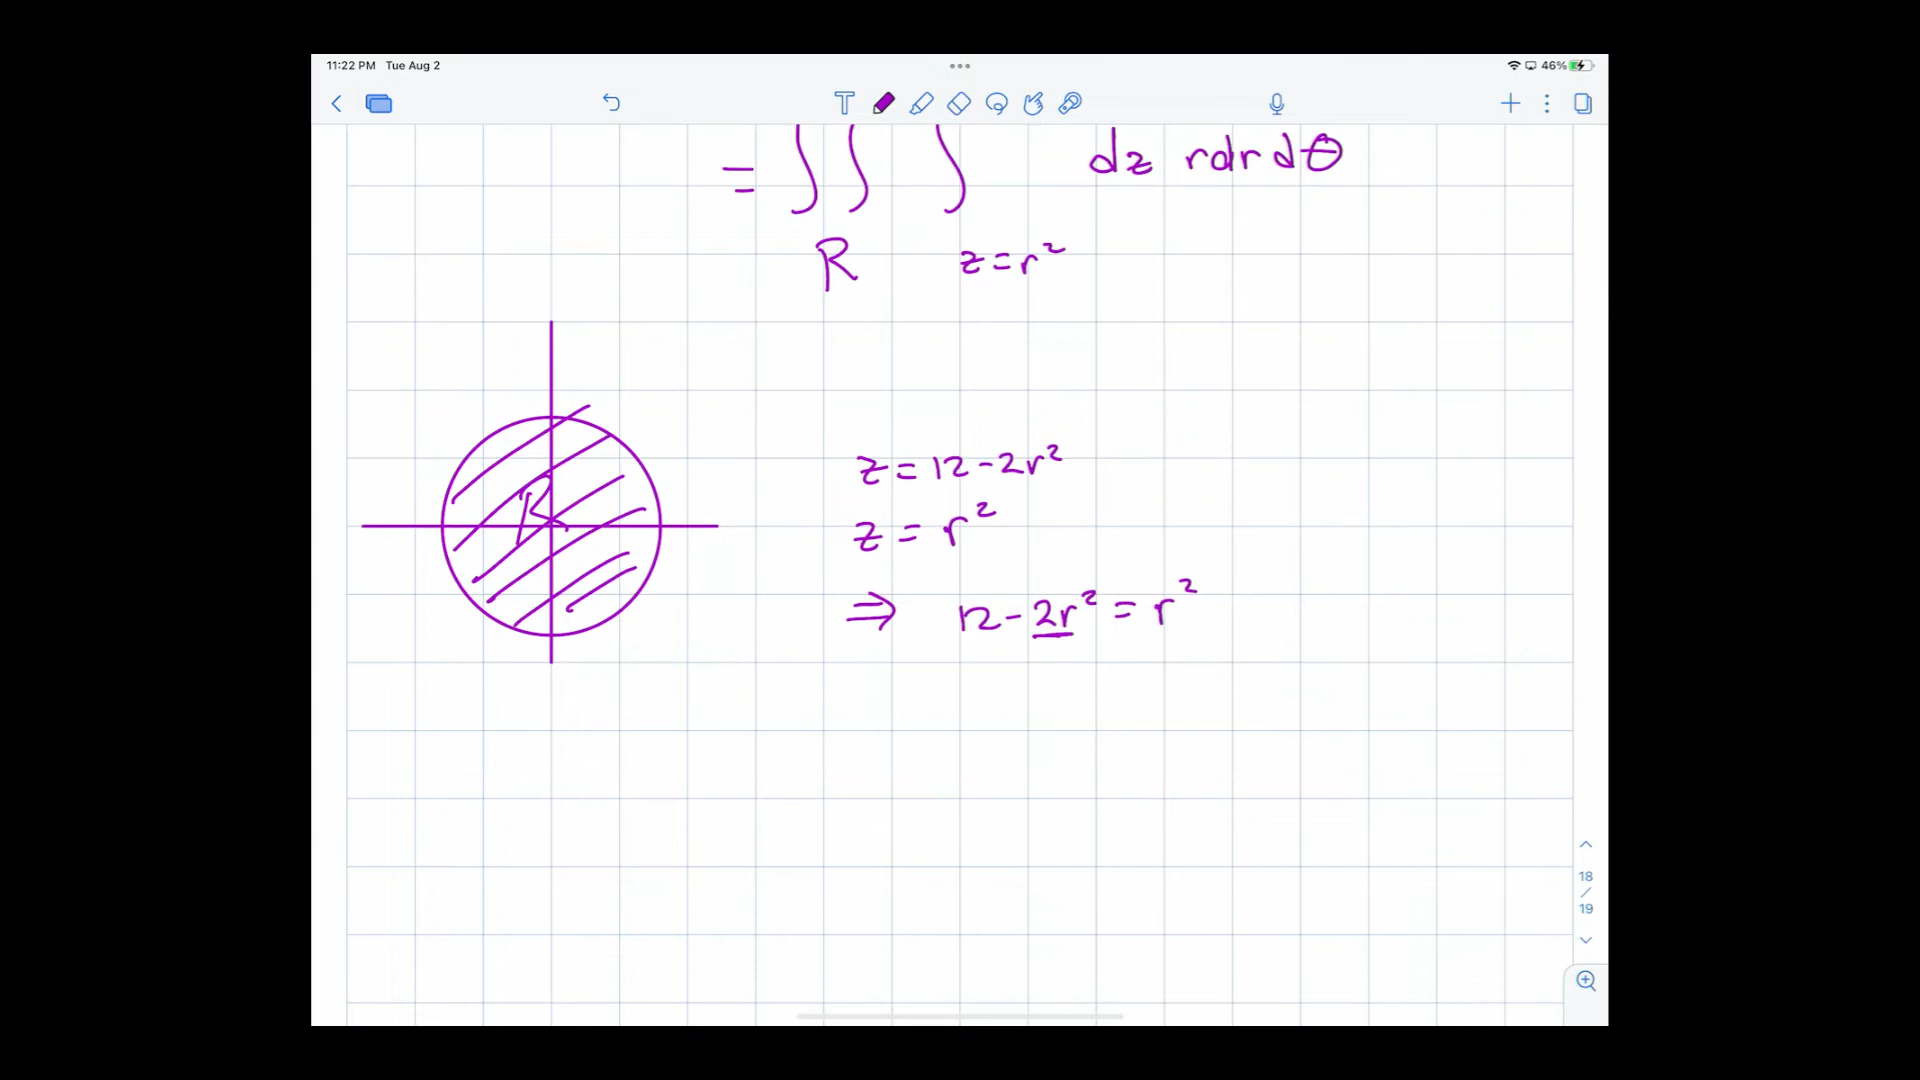 11:22 PM Tue Aug 2
46%
T
= ∫∫ ∫ dz rdrdθ
R z=r²
R
z=12-2r²
z=r²
⇒ 12-2r²=r²
18
/
19